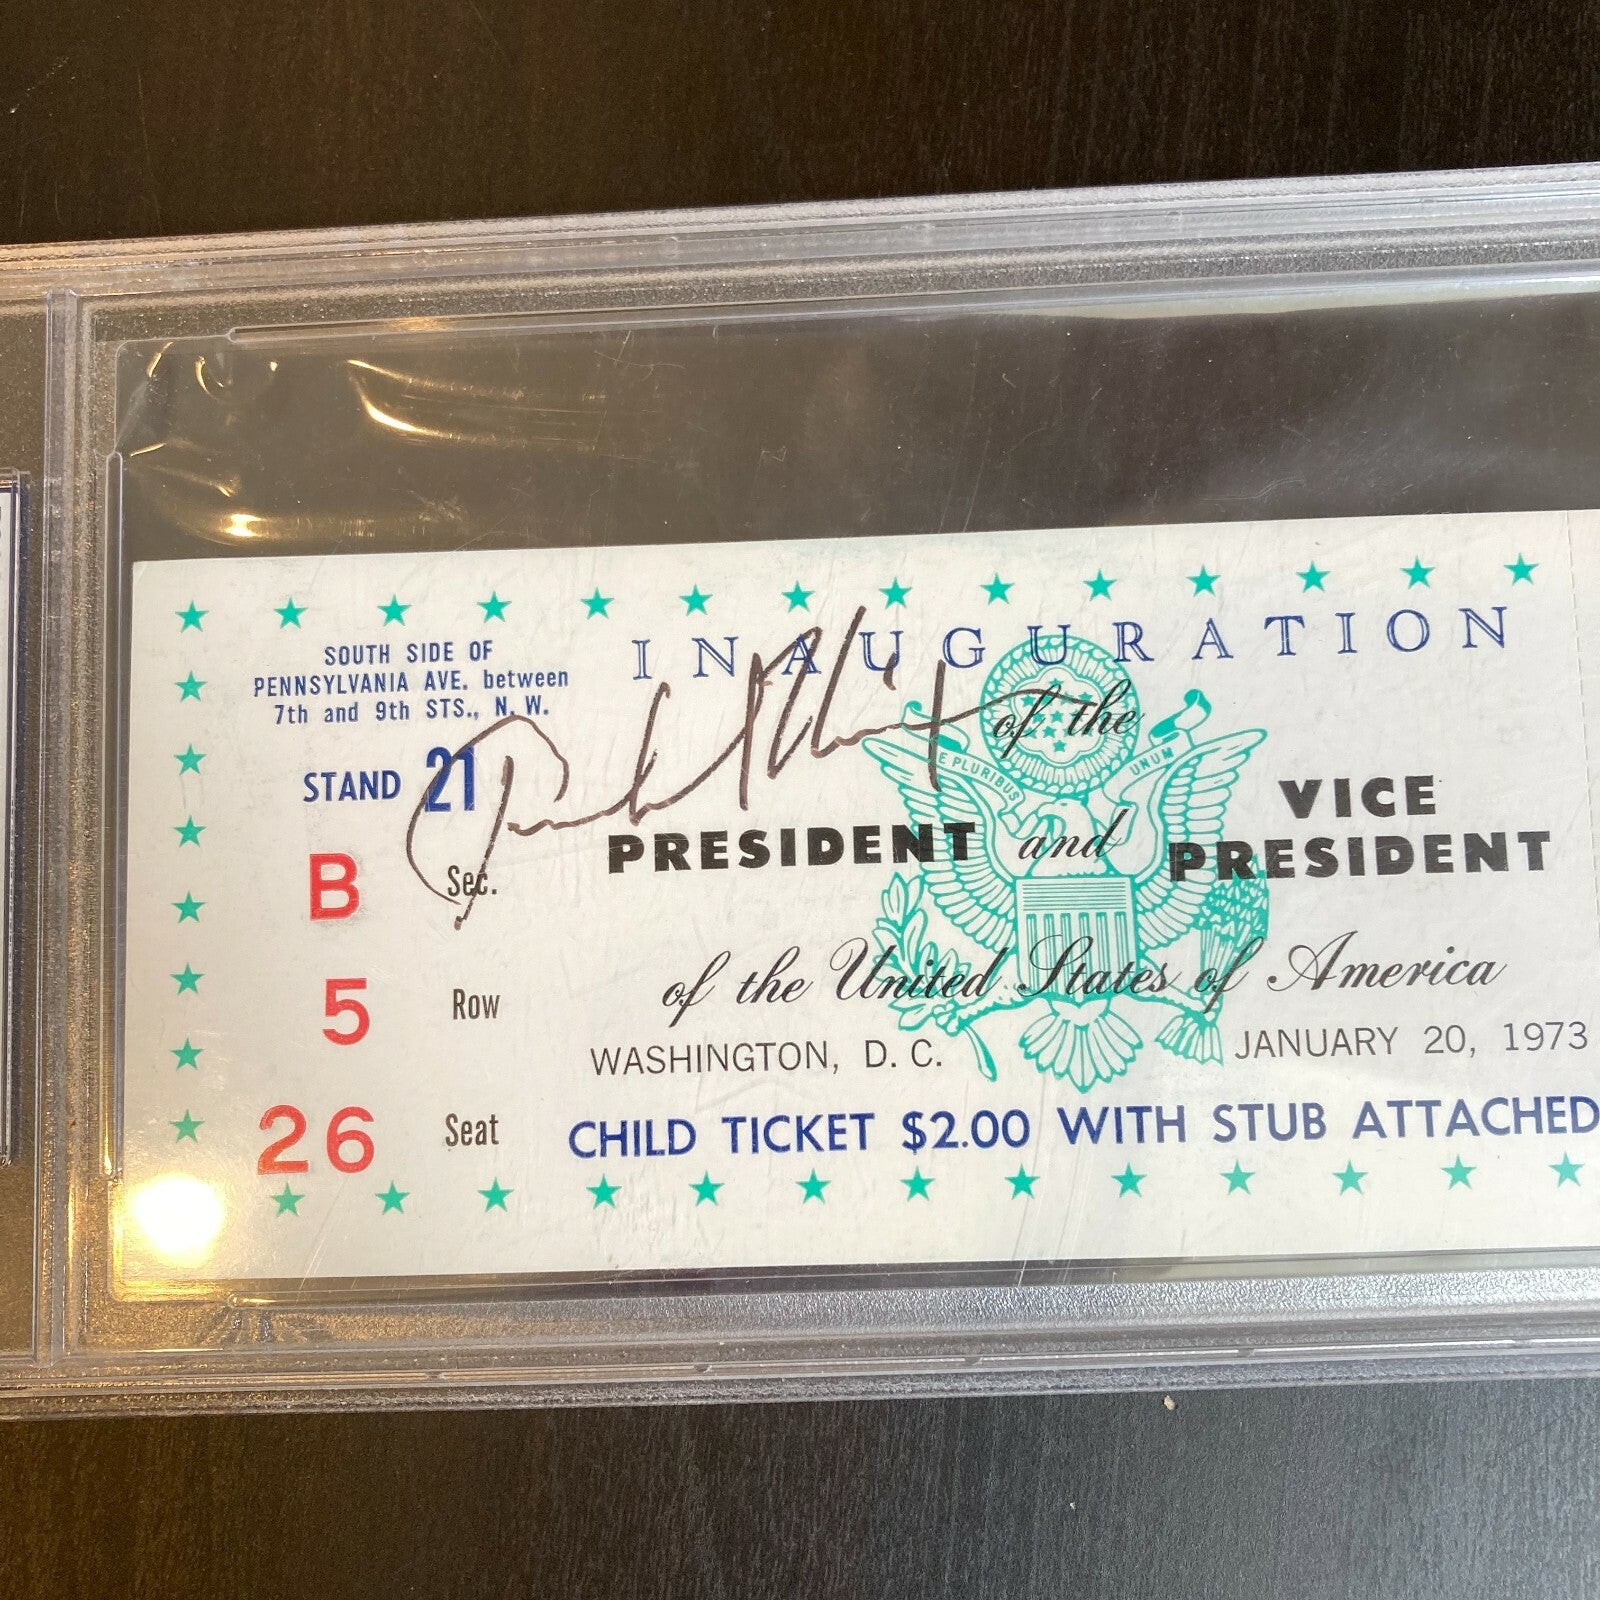 INAUGURATION
SOUTH SIDE OF
PENNSYLVANIA AVE. between
7th and 9th STS., N. W.
of the
E PLURIBUS UNUM
STAND 21
VICE
PRESIDENT and PRESIDENT
B Sec.
of the United States of America
5 Row
WASHINGTON, D. C. JANUARY 20, 1973
26 Seat
CHILD TICKET $2.00 WITH STUB ATTACHED